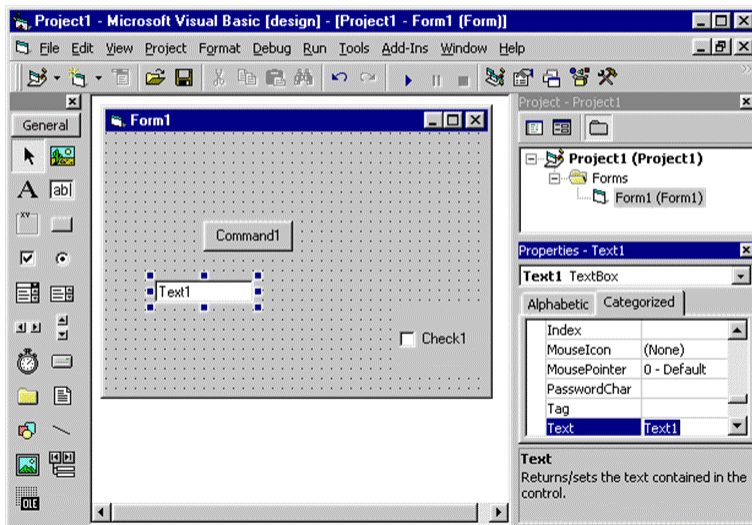 Project1 - Microsoft Visual Basic [design] - [Project1 - Form1 (Form)]
File Edit View Project Format Debug Run Tools Add-Ins Window Help
General
A
ab|
XY
OLE
Form1
Command1
Text1
Check1
Project - Project1
Project1 (Project1)
Forms
Form1 (Form1)
Properties - Text1
Text1 TextBox
Alphabetic Categorized
Index
MouseIcon (None)
MousePointer 0 - Default
PasswordChar
Tag
Text Text1
Text
Returns/sets the text contained in the
control.